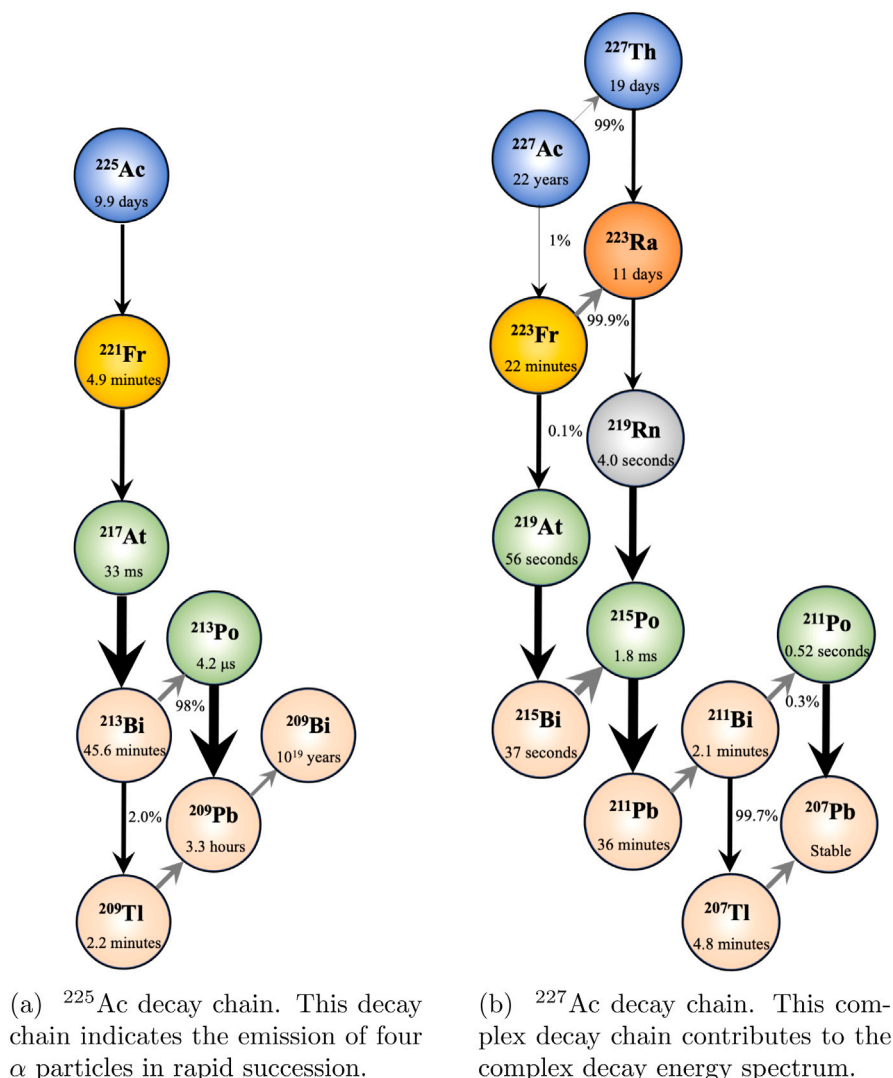 ²²⁵Ac
9.9 days
²²¹Fr
4.9 minutes
²¹⁷At
33 ms
²¹³Po
4.2 μs
98%
²¹³Bi
45.6 minutes
²⁰⁹Bi
10¹⁹ years
2.0%
²⁰⁹Pb
3.3 hours
²⁰⁹Tl
2.2 minutes
(a) ²²⁵Ac decay chain. This decay
chain indicates the emission of four
α particles in rapid succession.
²²⁷Th
19 days
99%
²²⁷Ac
22 years
1%
²²³Ra
11 days
99.9%
²²³Fr
22 minutes
0.1%
²¹⁹Rn
4.0 seconds
²¹⁹At
56 seconds
²¹⁵Po
1.8 ms
²¹¹Po
0.52 seconds
0.3%
²¹⁵Bi
37 seconds
²¹¹Bi
2.1 minutes
²¹¹Pb
36 minutes
99.7%
²⁰⁷Pb
Stable
²⁰⁷Tl
4.8 minutes
(b) ²²⁷Ac decay chain. This com-
plex decay chain contributes to the
complex decay energy spectrum.